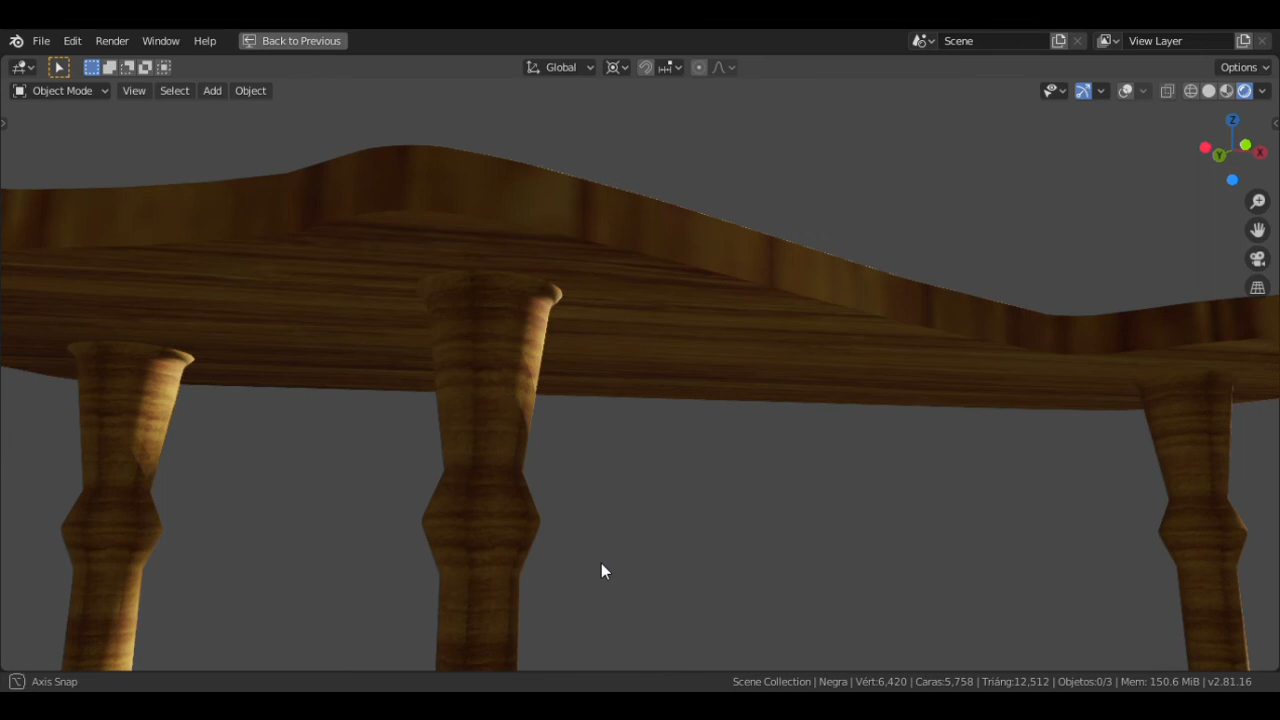 File Edit Render Window Help Back to Previous Scene View Layer
Global Options
Object Mode View Select Add Object
Z
Y X
Axis Snap Scene Collection | Negra | Vért:6,420 | Caras:5,758 | Triáng:12,512 | Objetos:0/3 | Mem: 150.6 MiB | v2.81.16